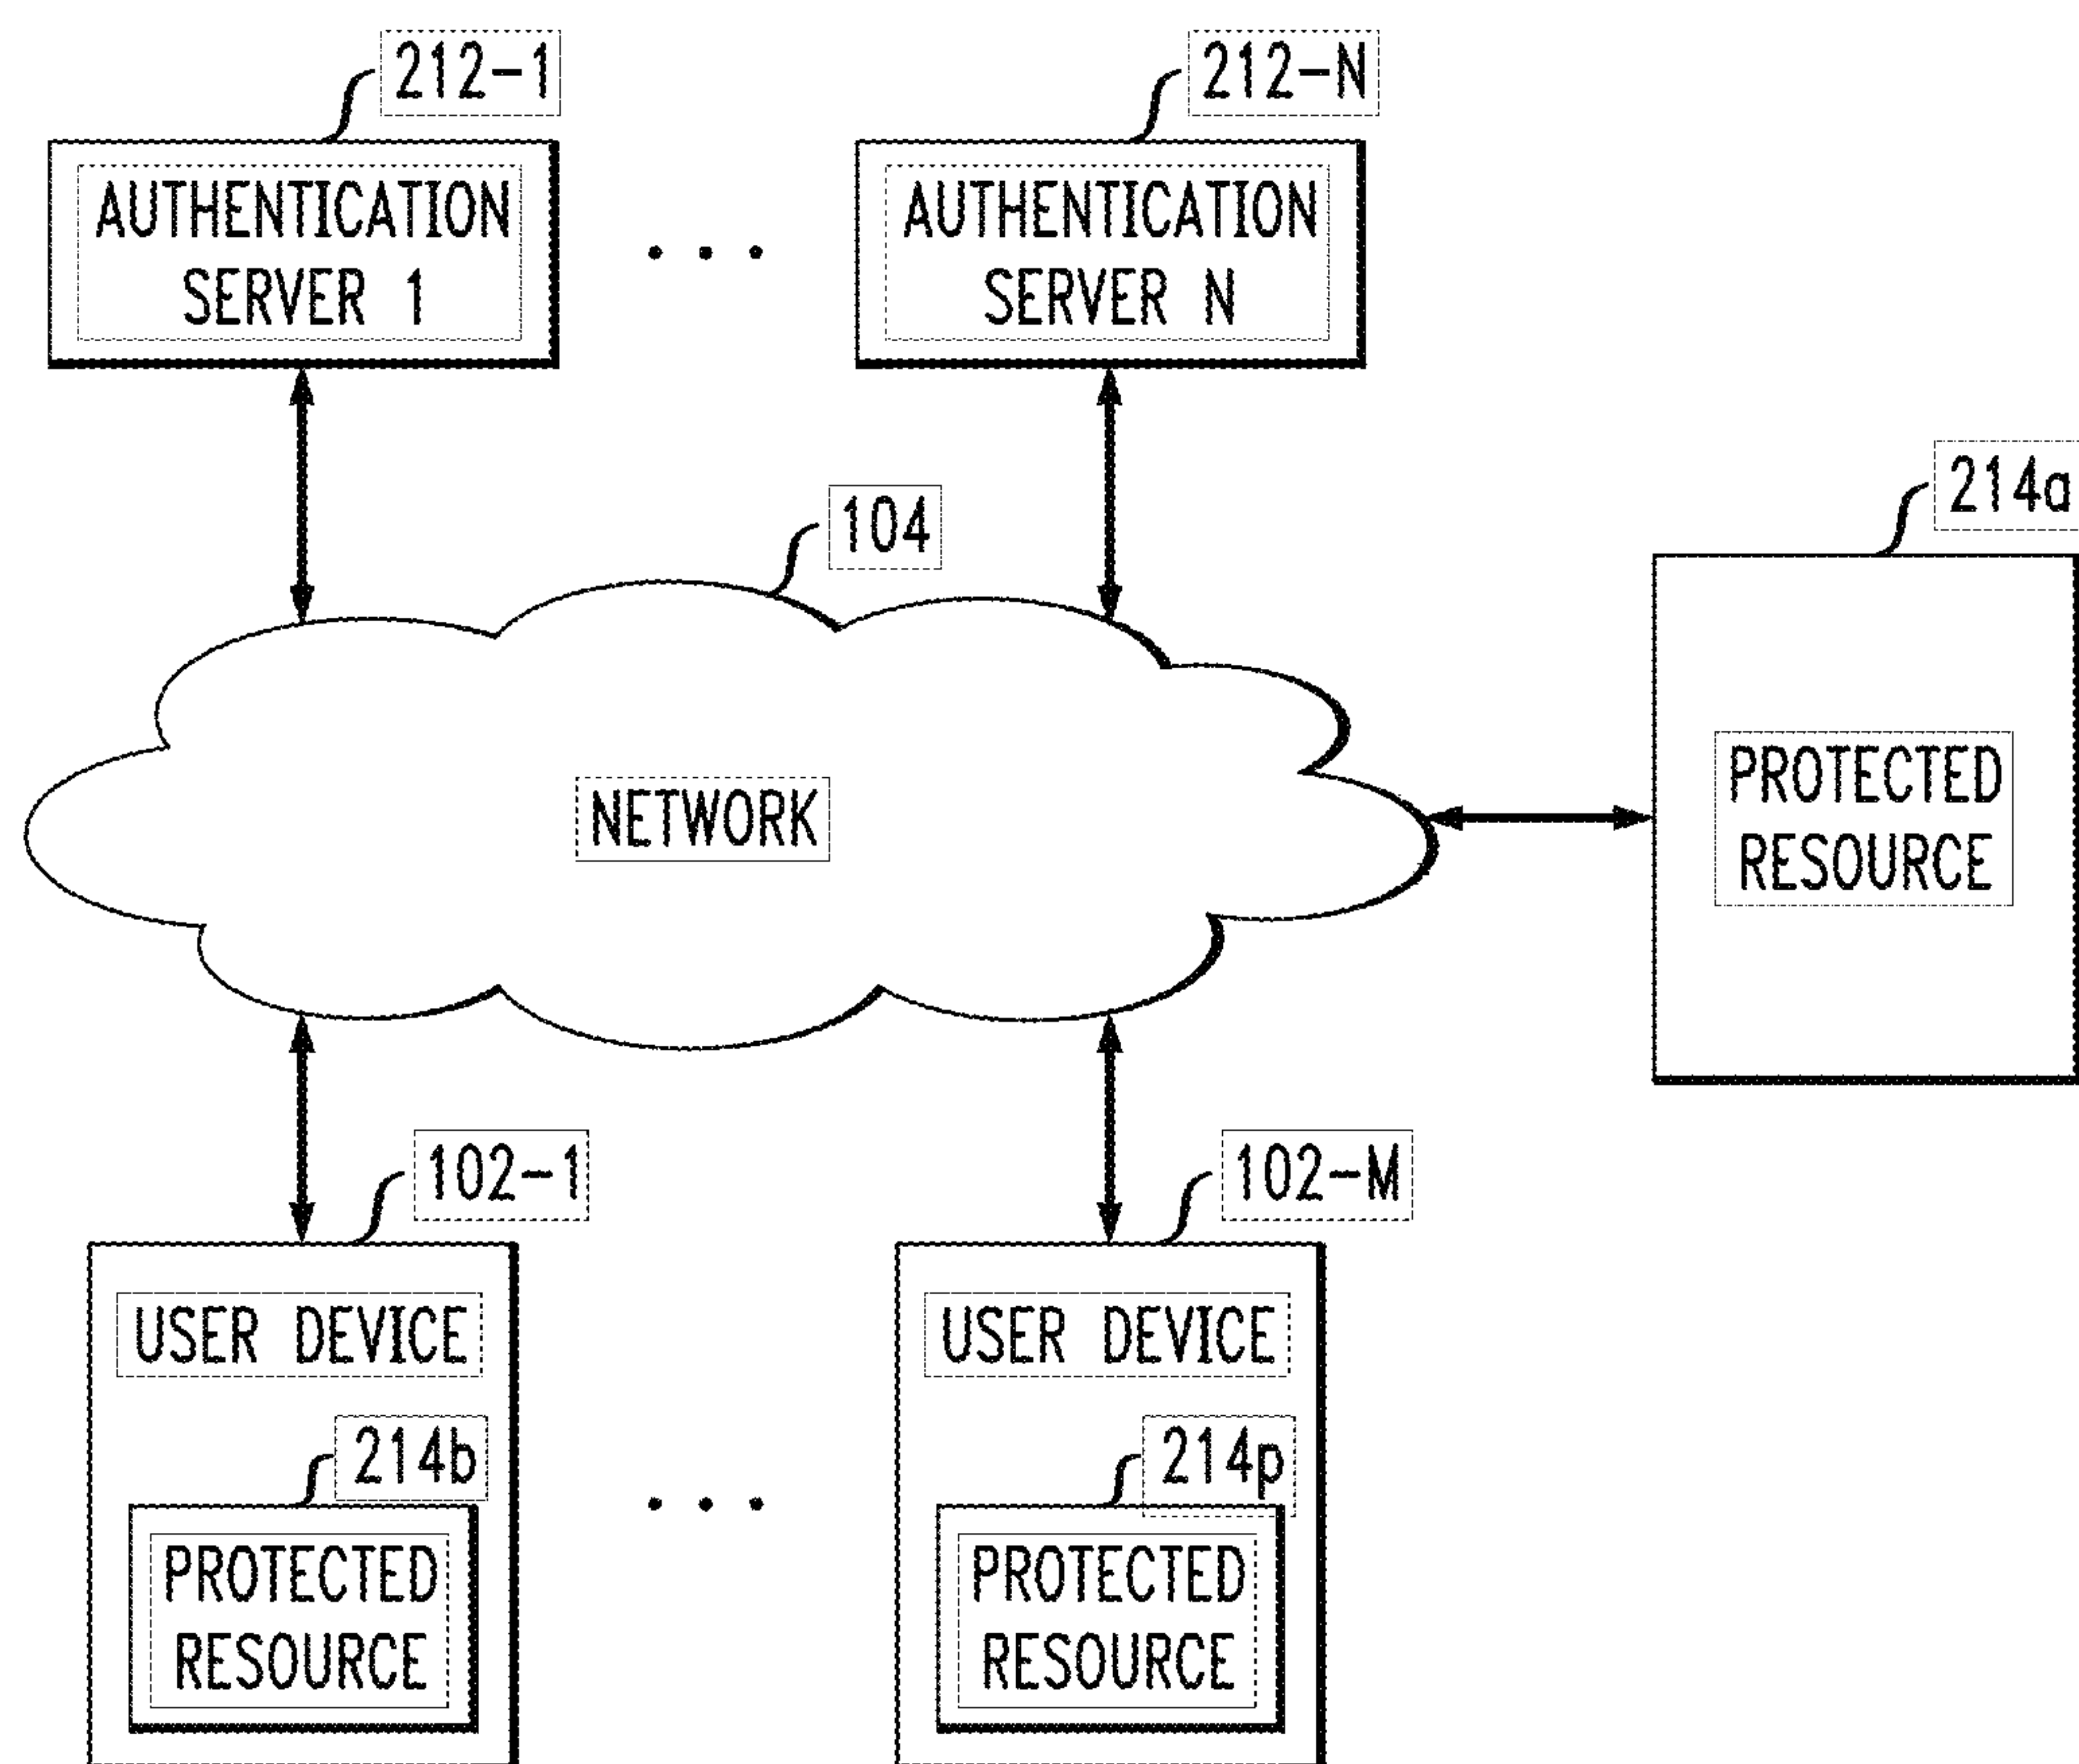 212-1
212-N
AUTHENTICATION
SERVER 1
AUTHENTICATION
SERVER N
104
214a
NETWORK
PROTECTED
RESOURCE
102-1
102-M
USER DEVICE
USER DEVICE
214b
214p
PROTECTED
RESOURCE
PROTECTED
RESOURCE